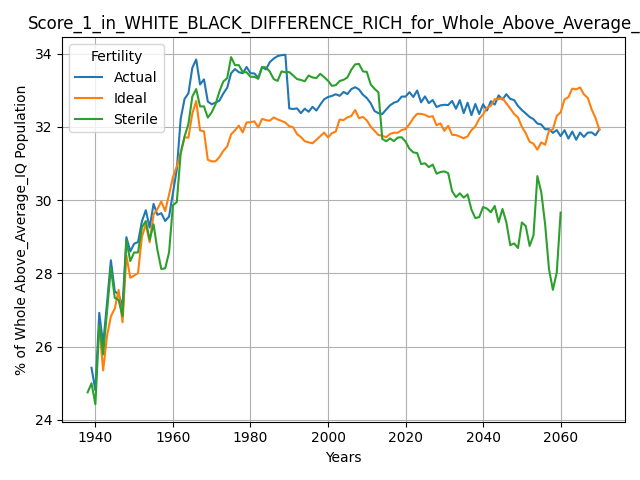 Score_1_in_WHITE_BLACK_DIFFERENCE_RICH_for_Whole_Above_Average_
Fertility
Actual
Ideal
Sterile
% of Whole Above_Average_IQ Population
34
32
30
28
26
24
1940
1960
1980
2000
2020
2040
2060
Years